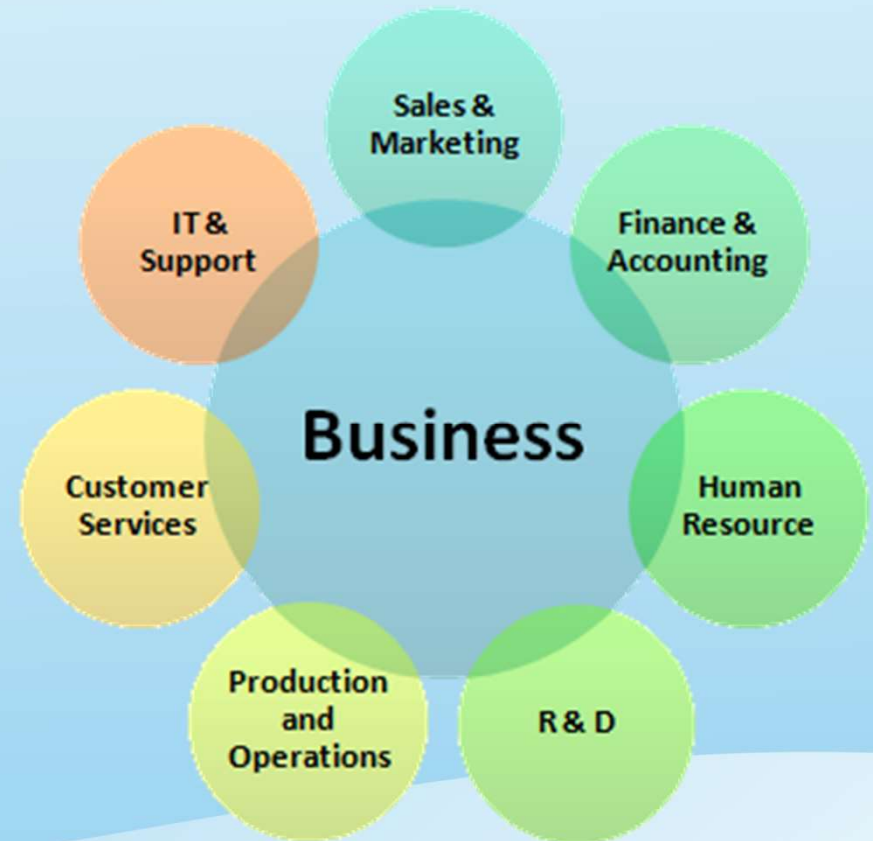 Sales &
Marketing
Finance &
Accounting
Human
Resource
R & D
Production
and
Operations
Customer
Services
IT &
Support
Business